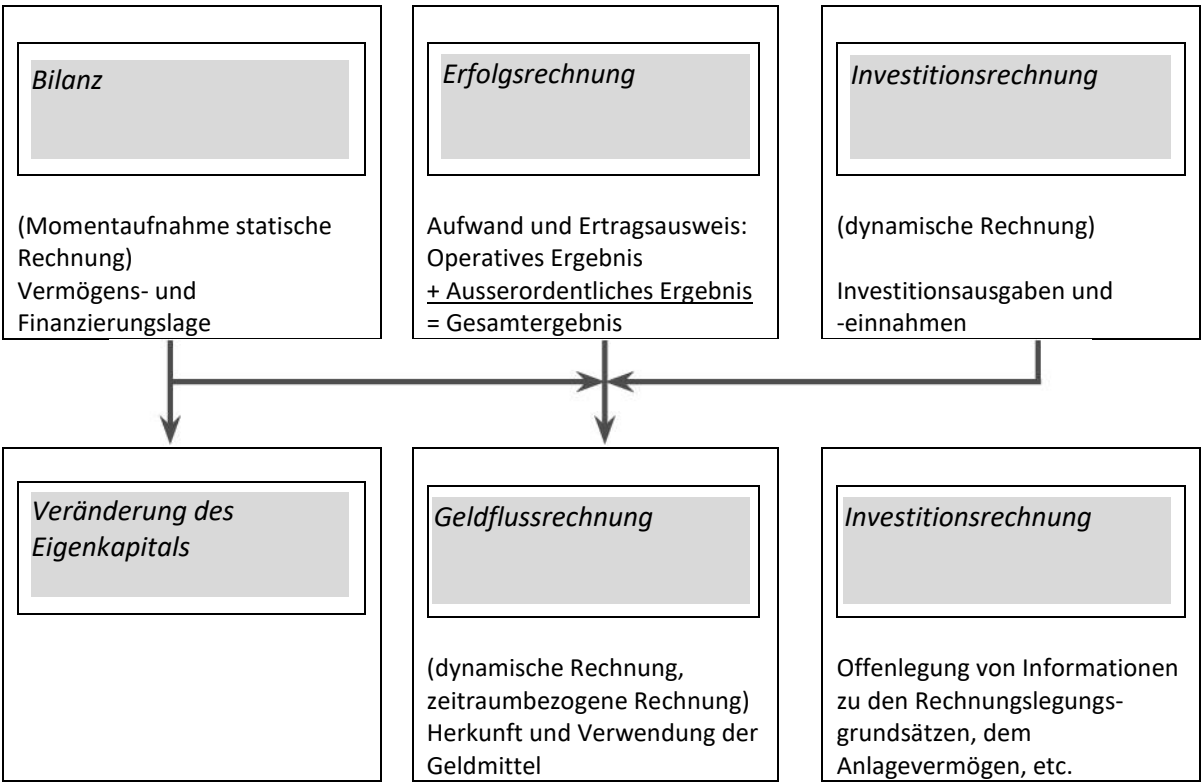 Bilanz
(Momentaufnahme statische
Rechnung)
Vermögens- und
Finanzierungslage
Erfolgsrechnung
Aufwand und Ertragsausweis:
Operatives Ergebnis
+ Ausserordentliches Ergebnis
= Gesamtergebnis
Investitionsrechnung
(dynamische Rechnung)
Investitionsausgaben und
-einnahmen
Veränderung des
Eigenkapitals
Geldflussrechnung
(dynamische Rechnung,
zeitraumbezogene Rechnung)
Herkunft und Verwendung der
Geldmittel
Investitionsrechnung
Offenlegung von Informationen
zu den Rechnungslegungs-
grundsätzen, dem
Anlagevermögen, etc.